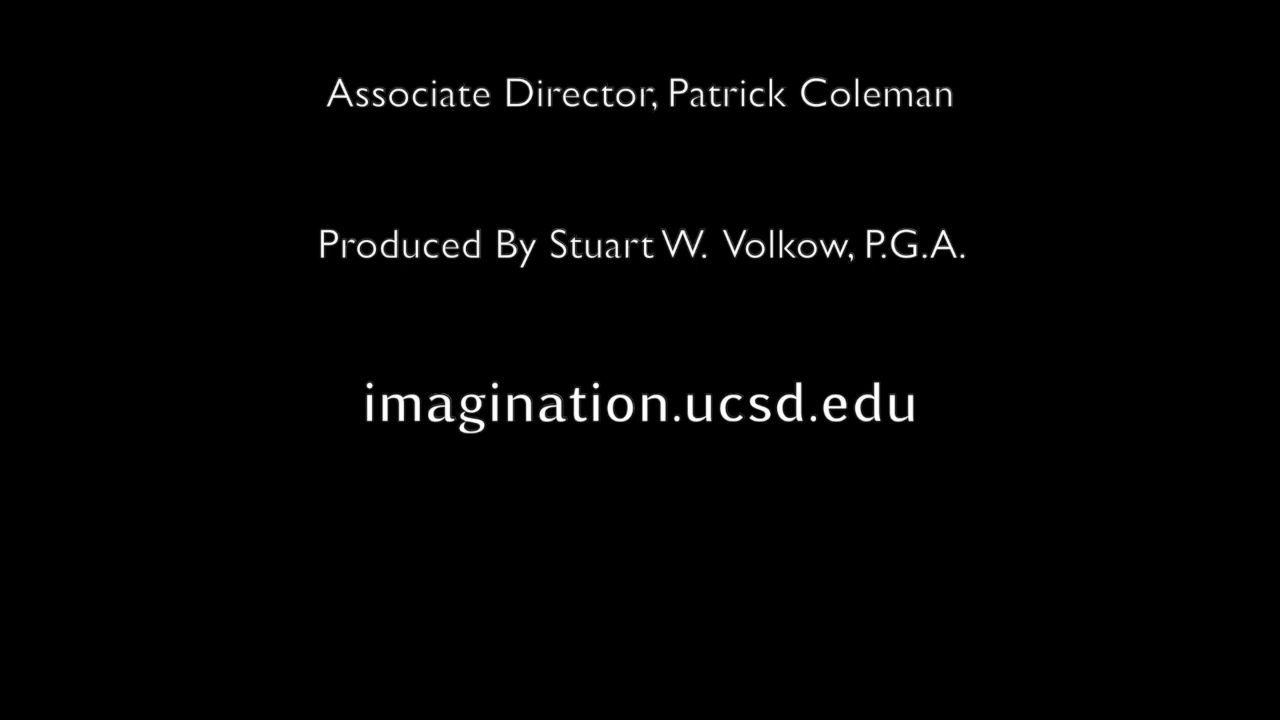 Associate Director, Patrick Coleman
Produced By Stuart W. Volkow, P.G.A.
imagination.ucsd.edu